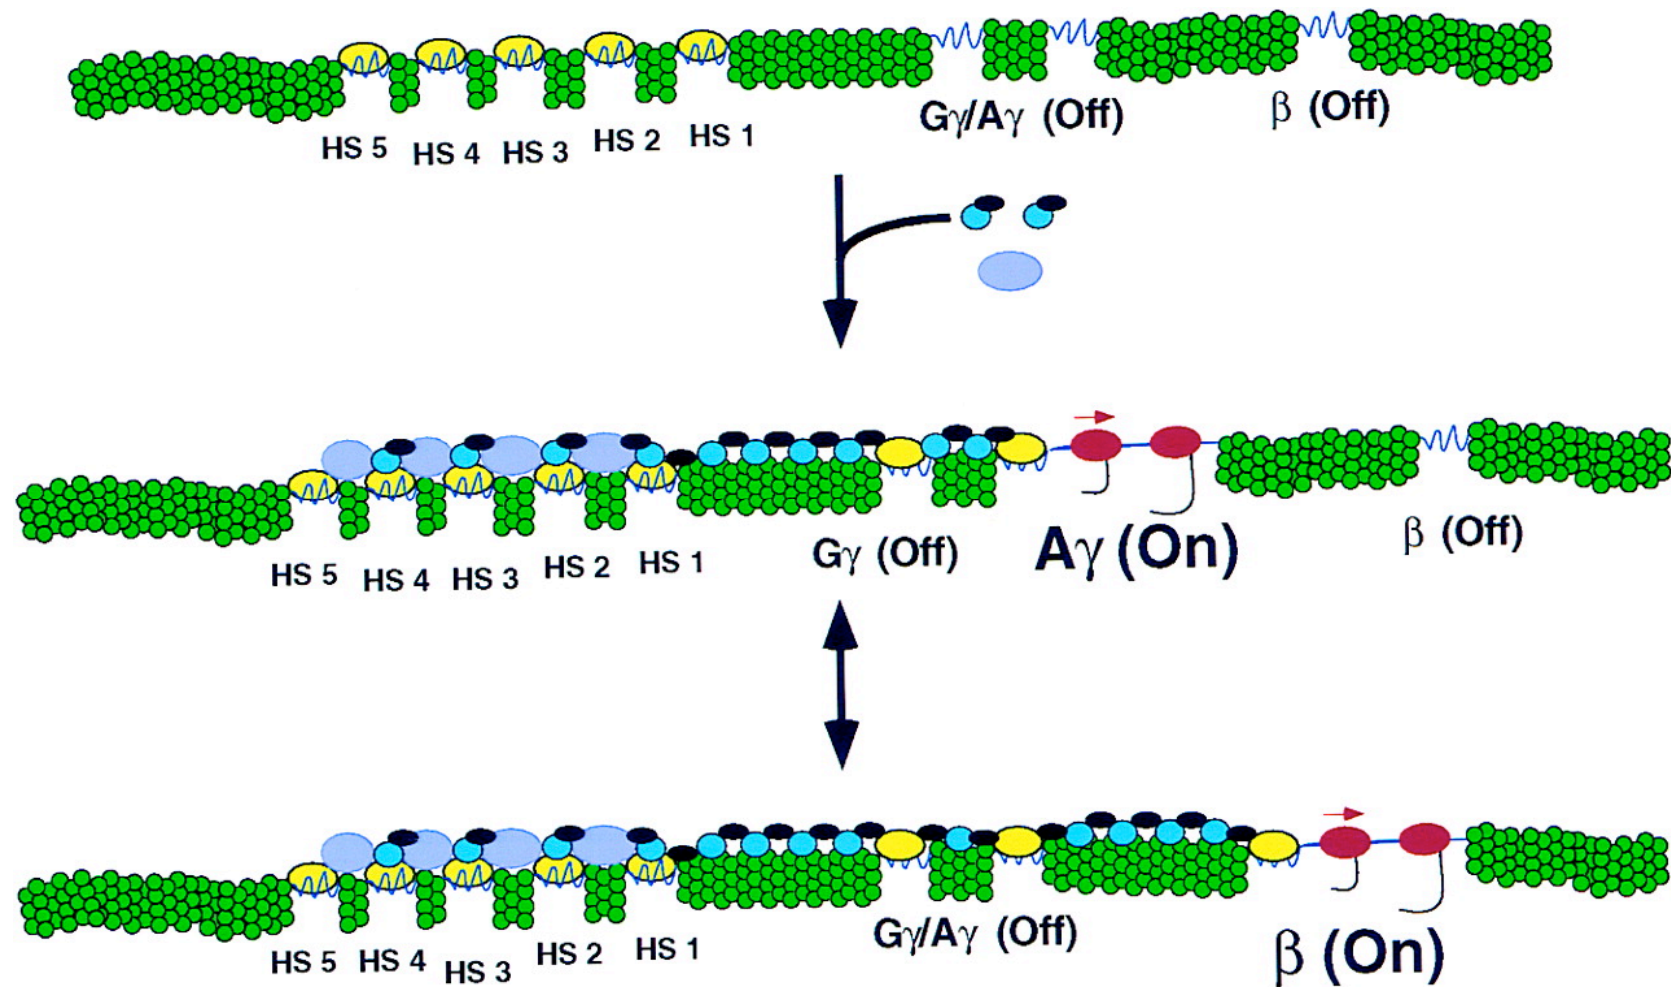 HS 5 HS 4 HS 3 HS 2 HS 1 Gγ/Aγ (Off) β (Off)
HS 5 HS 4 HS 3 HS 2 HS 1 Gγ (Off) Aγ (On) β (Off)
HS 5 HS 4 HS 3 HS 2 HS 1 Gγ/Aγ (Off) β (On)